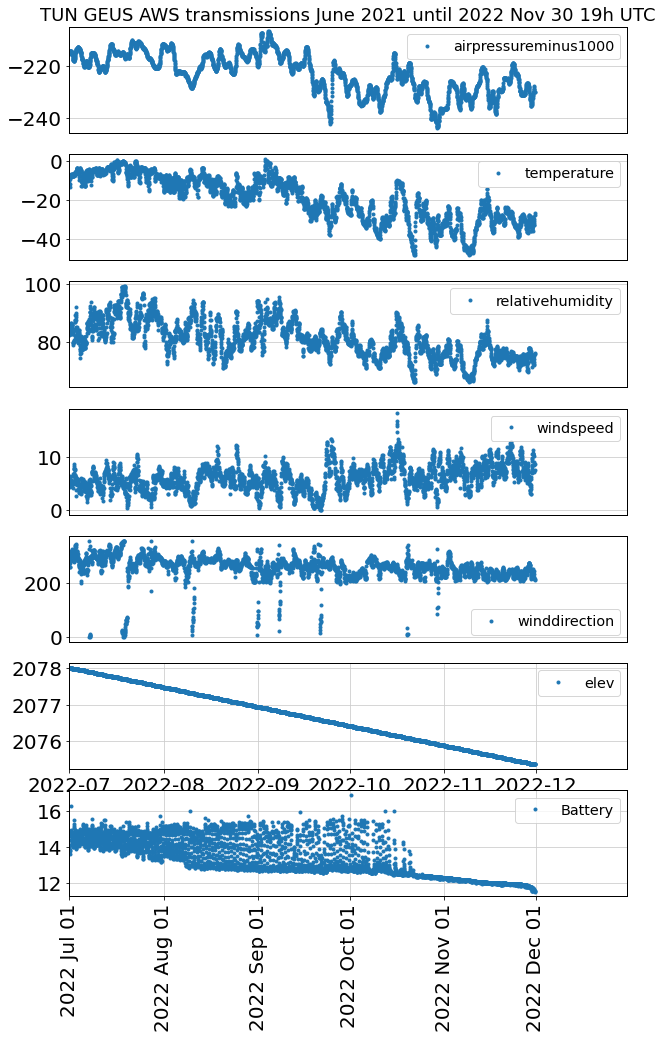 TUN GEUS AWS transmissions June 2021 until 2022 Nov 30 19h UTC
airpressureminus1000
−220
−240
temperature
0
−20
−40
relativehumidity
100
80
windspeed
10
0
winddirection
200
0
elev
2078
2077
2076
2022-07 2022-08 2022-09 2022-10 2022-11 2022-12
Battery
16
14
12
2022 Jul 01
2022 Aug 01
2022 Sep 01
2022 Oct 01
2022 Nov 01
2022 Dec 01